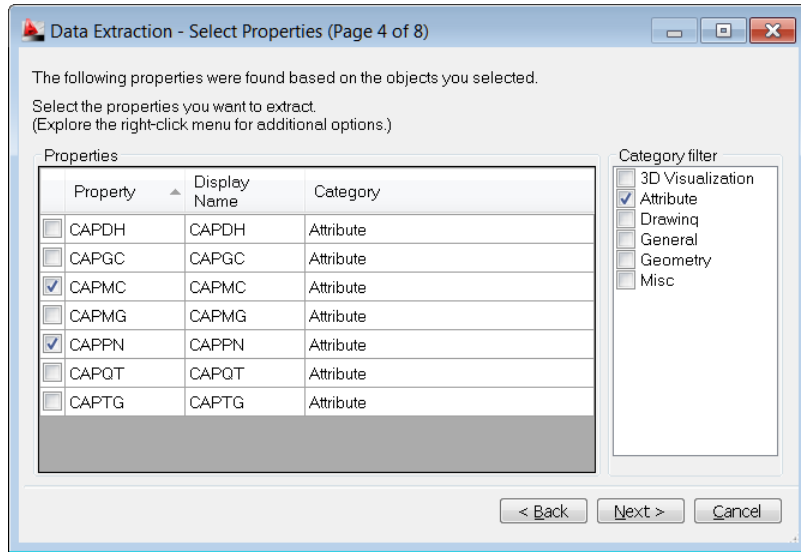 Data Extraction - Select Properties (Page 4 of 8)
The following properties were found based on the objects you selected.
Select the properties you want to extract.
(Explore the right-click menu for additional options.)
Properties
Property Display Name Category
CAPDH CAPDH Attribute
CAPGC CAPGC Attribute
CAPMC CAPMC Attribute
CAPMG CAPMG Attribute
CAPPN CAPPN Attribute
CAPQT CAPQT Attribute
CAPTG CAPTG Attribute
Category filter
3D Visualization
Attribute
Drawing
General
Geometry
Misc
< Back Next > Cancel